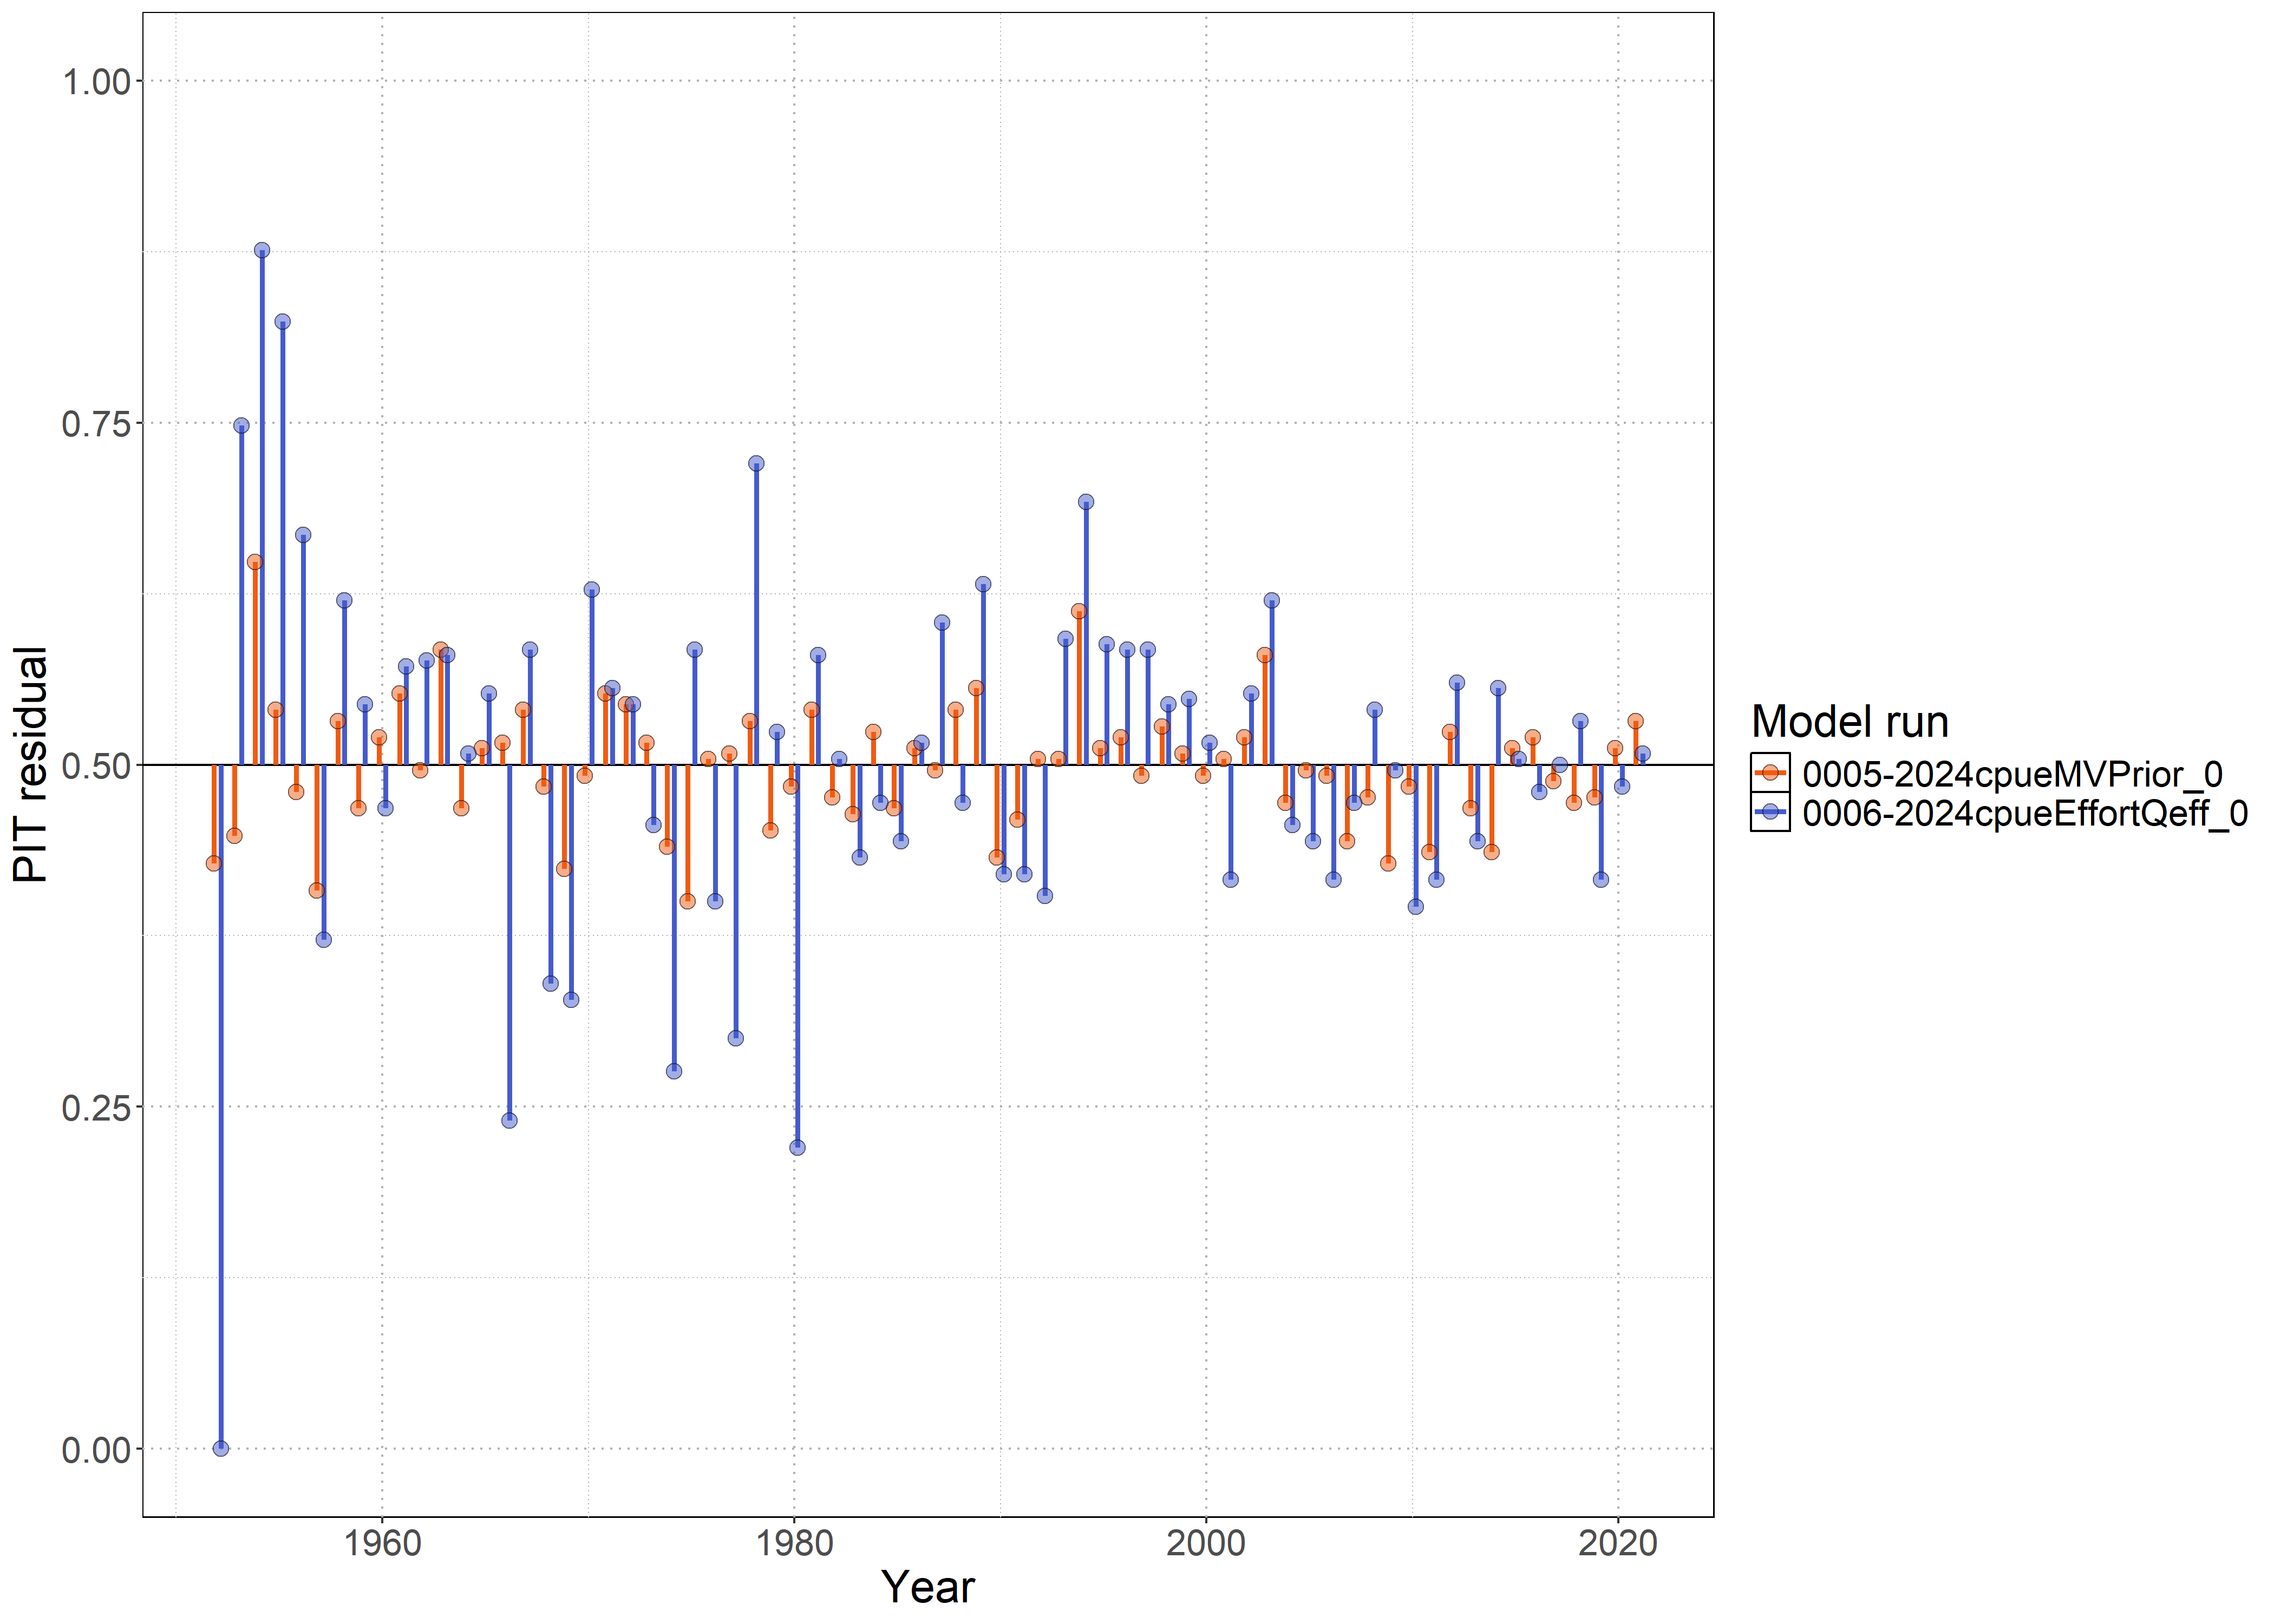 1.00
0.75
0.50
0.25
0.00
PIT residual
1960
1980
2000
2020
Year
Model run
0005-2024cpueMVPrior_0
0006-2024cpueEffortQeff_0